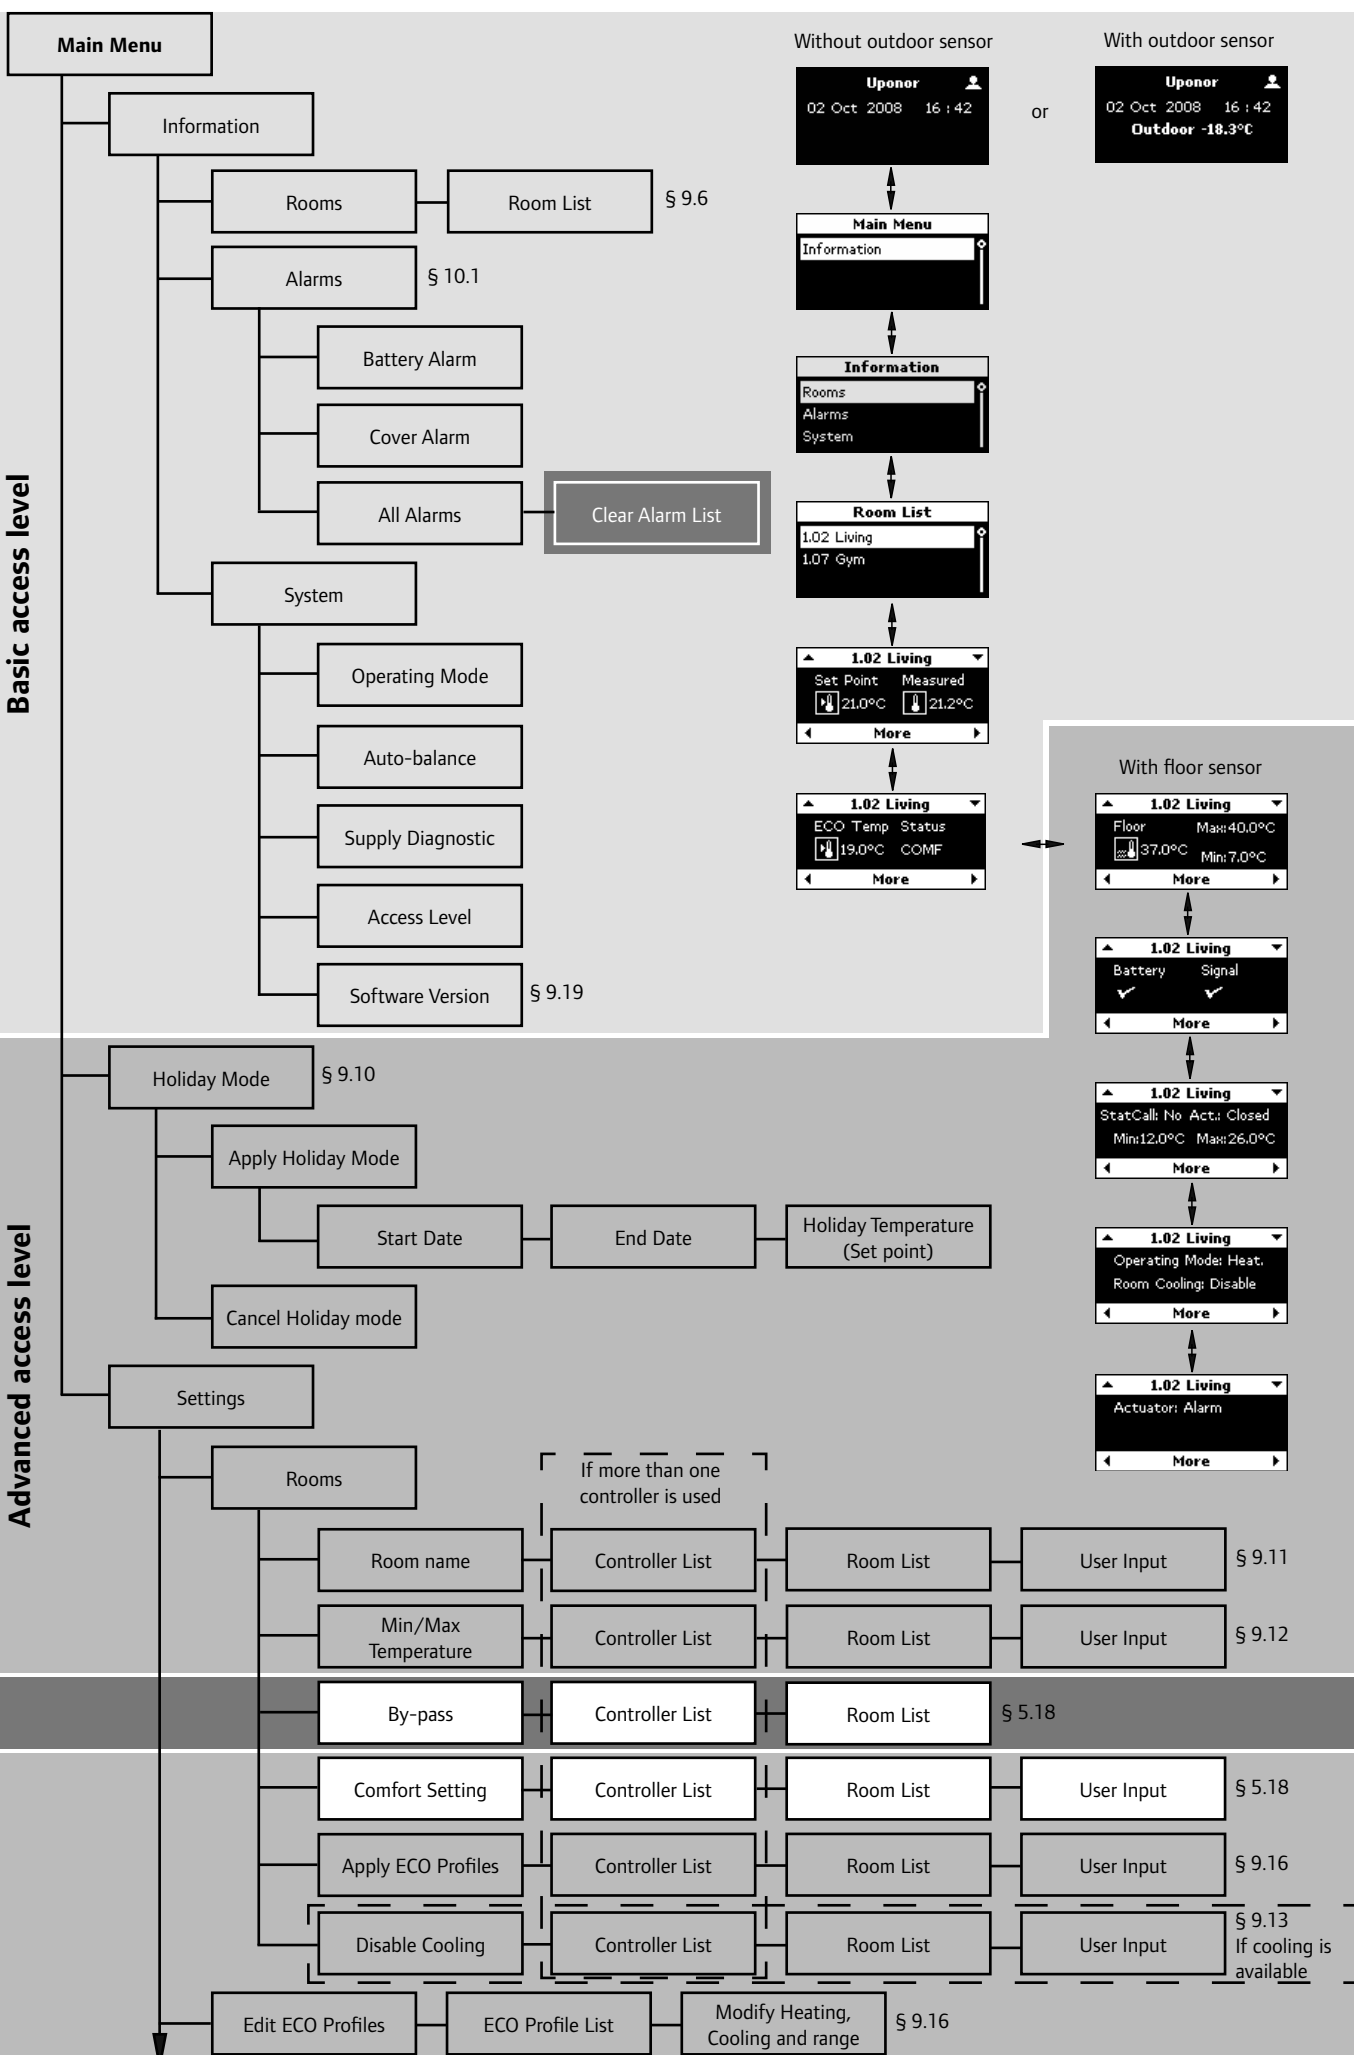 Main Menu
Information
Rooms
Room List
§ 9.6
Alarms
§ 10.1
Battery Alarm
Cover Alarm
All Alarms
Clear Alarm List
System
Operating Mode
Auto-balance
Supply Diagnostic
Access Level
Software Version
§ 9.19
Basic access level
Without outdoor sensor
Uponor
02 Oct 2008 16 : 42
or
With outdoor sensor
Uponor
02 Oct 2008 16 : 42
Outdoor -18.3°C
Main Menu
Information
Information
Rooms
Alarms
System
Room List
1.02 Living
1.07 Gym
1.02 Living
Set Point Measured
21.0°C 21.2°C
More
1.02 Living
ECO Temp Status
19.0°C COMF
More
With floor sensor
1.02 Living
Floor Max:40.0°C
37.0°C Min:7.0°C
More
1.02 Living
Battery Signal
More
1.02 Living
StatCall: No Act.: Closed
Min:12.0°C Max:26.0°C
More
1.02 Living
Operating Mode: Heat.
Room Cooling: Disable
More
1.02 Living
Actuator: Alarm
More
Advanced access level
Holiday Mode
§ 9.10
Apply Holiday Mode
Start Date
End Date
Holiday Temperature
(Set point)
Cancel Holiday mode
Settings
Rooms
If more than one
controller is used
Room name
Controller List
Room List
User Input
§ 9.11
Min/Max
Temperature
Controller List
Room List
User Input
§ 9.12
By-pass
Controller List
Room List
§ 5.18
Comfort Setting
Controller List
Room List
User Input
§ 5.18
Apply ECO Profiles
Controller List
Room List
User Input
§ 9.16
Disable Cooling
Controller List
Room List
User Input
§ 9.13
If cooling is
available
Edit ECO Profiles
ECO Profile List
Modify Heating,
Cooling and range
§ 9.16